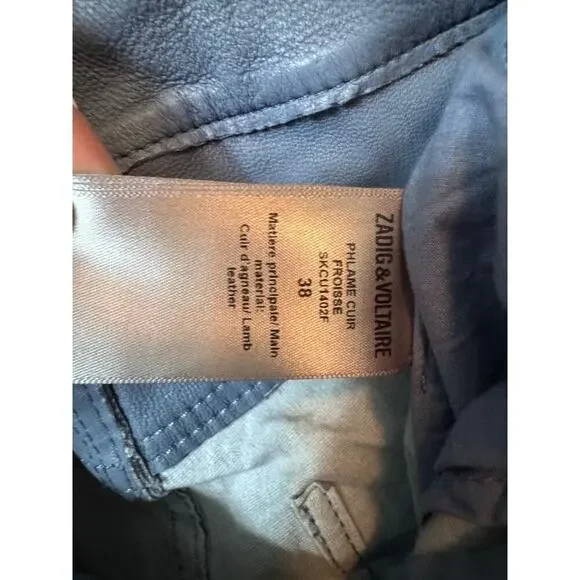 ZADIG&VOLTAIRE
PHLAME CUIR
FROISSE
SKCU1402F
38
Matiere principale/ Main
material:
Cuir d'agneau/ Lamb
leather